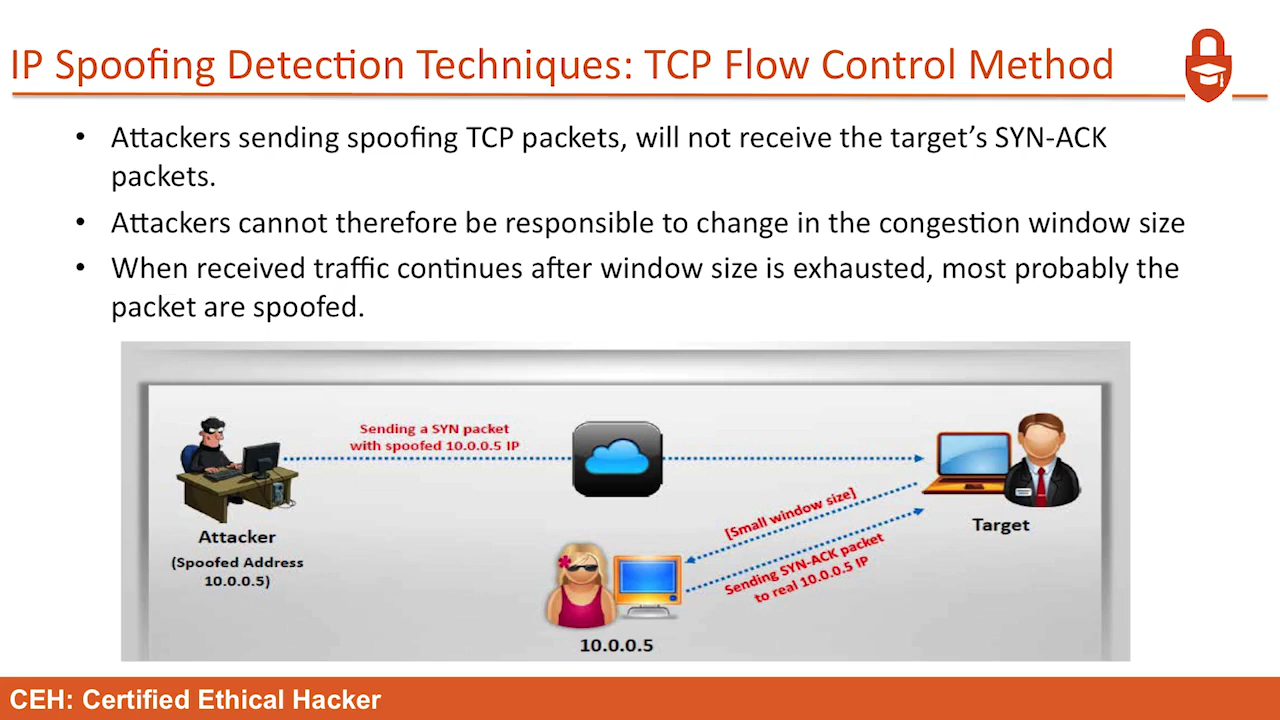 IP Spoofing Detection Techniques: TCP Flow Control Method
• Attackers sending spoofing TCP packets, will not receive the target’s SYN-ACK
packets.
• Attackers cannot therefore be responsible to change in the congestion window size
• When received traffic continues after window size is exhausted, most probably the
packet are spoofed.
Sending a SYN packet
with spoofed 10.0.0.5 IP
Attacker
(Spoofed Address
10.0.0.5)
[Small window size]
Sending SYN-ACK packet
to real 10.0.0.5 IP
Target
10.0.0.5
CEH: Certified Ethical Hacker